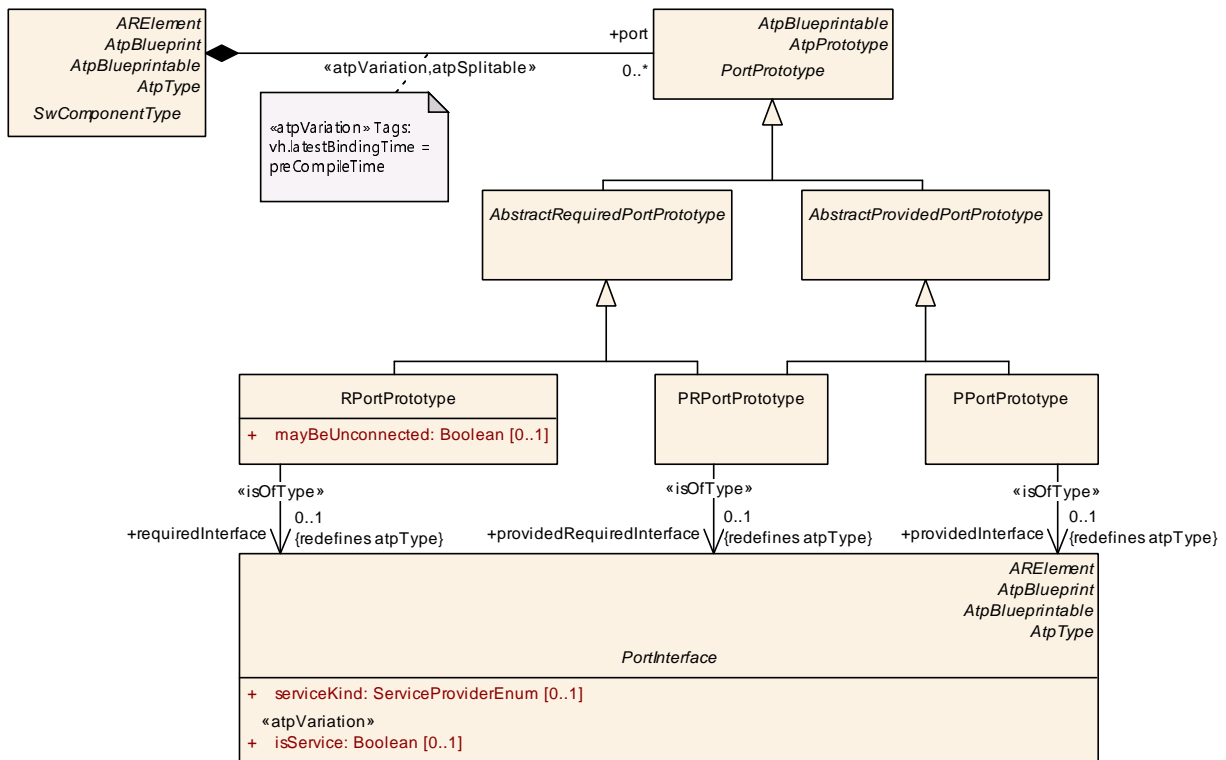 ARElement
AtpBlueprint
AtpBlueprintable
AtpType
SwComponentType
+port
0..*
«atpVariation,atpSplitable»
AtpBlueprintable
AtpPrototype
PortPrototype
«atpVariation» Tags:
vh.latestBindingTime =
preCompileTime
AbstractRequiredPortPrototype
AbstractProvidedPortPrototype
RPortPrototype
+ mayBeUnconnected: Boolean [0..1]
PRPortPrototype
PPortPrototype
«isOfType»
+requiredInterface
0..1
{redefines atpType}
«isOfType»
+providedRequiredInterface
0..1
{redefines atpType}
«isOfType»
+providedInterface
0..1
{redefines atpType}
ARElement
AtpBlueprint
AtpBlueprintable
AtpType
PortInterface
+ serviceKind: ServiceProviderEnum [0..1]
«atpVariation»
+ isService: Boolean [0..1]